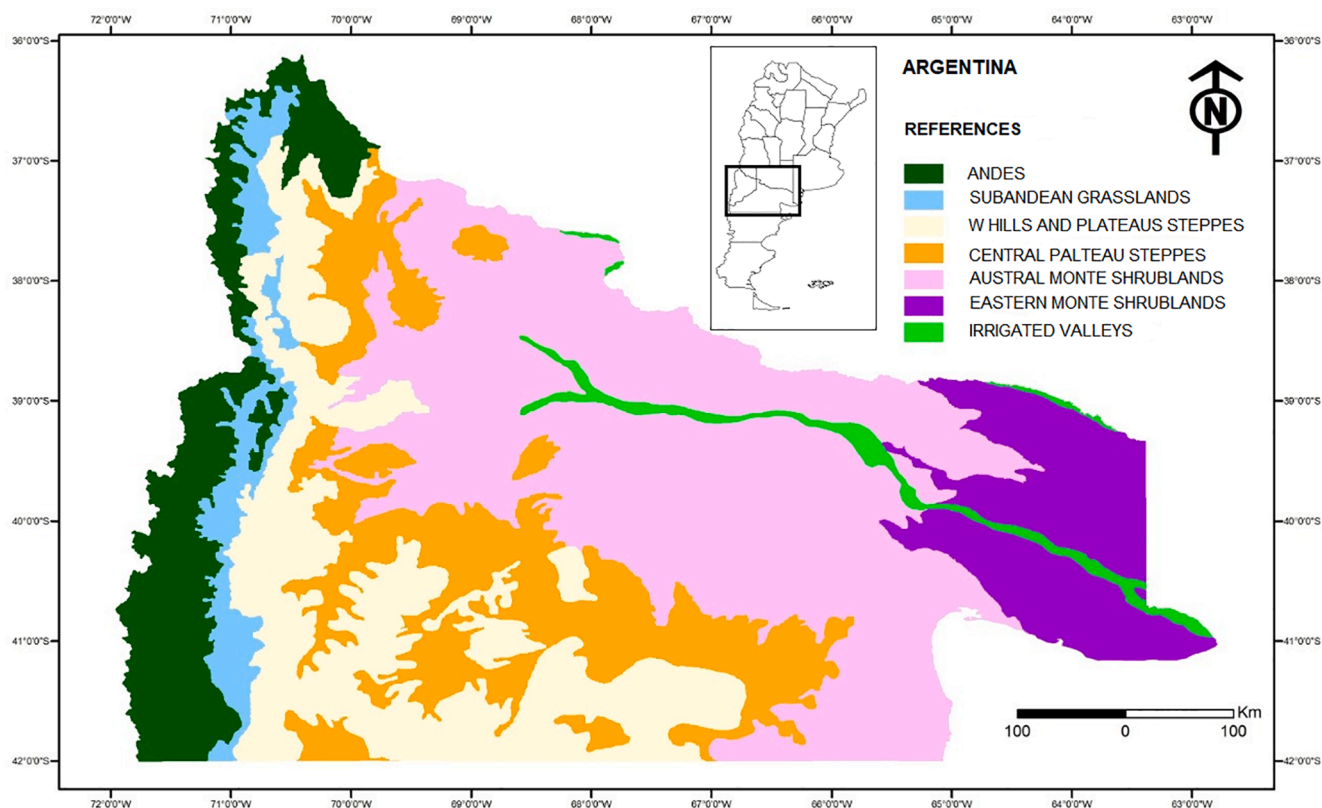 72°0'0"W 71°0'0"W 70°0'0"W 69°0'0"W 68°0'0"W 67°0'0"W 66°0'0"W 65°0'0"W 64°0'0"W 63°0'0"W
36°0'0"S
36°0'0"S
ARGENTINA
N
REFERENCES
37°0'0"S
37°0'0"S
ANDES
SUBANDEAN GRASSLANDS
W HILLS AND PLATEAUS STEPPES
CENTRAL PALTEAU STEPPES
AUSTRAL MONTE SHRUBLANDS
EASTERN MONTE SHRUBLANDS
IRRIGATED VALLEYS
38°0'0"S
38°0'0"S
39°0'0"S
39°0'0"S
40°0'0"S
40°0'0"S
41°0'0"S
41°0'0"S
Km
100 0 100
42°0'0"S
42°0'0"S
72°0'0"W 71°0'0"W 70°0'0"W 69°0'0"W 68°0'0"W 67°0'0"W 66°0'0"W 65°0'0"W 64°0'0"W 63°0'0"W